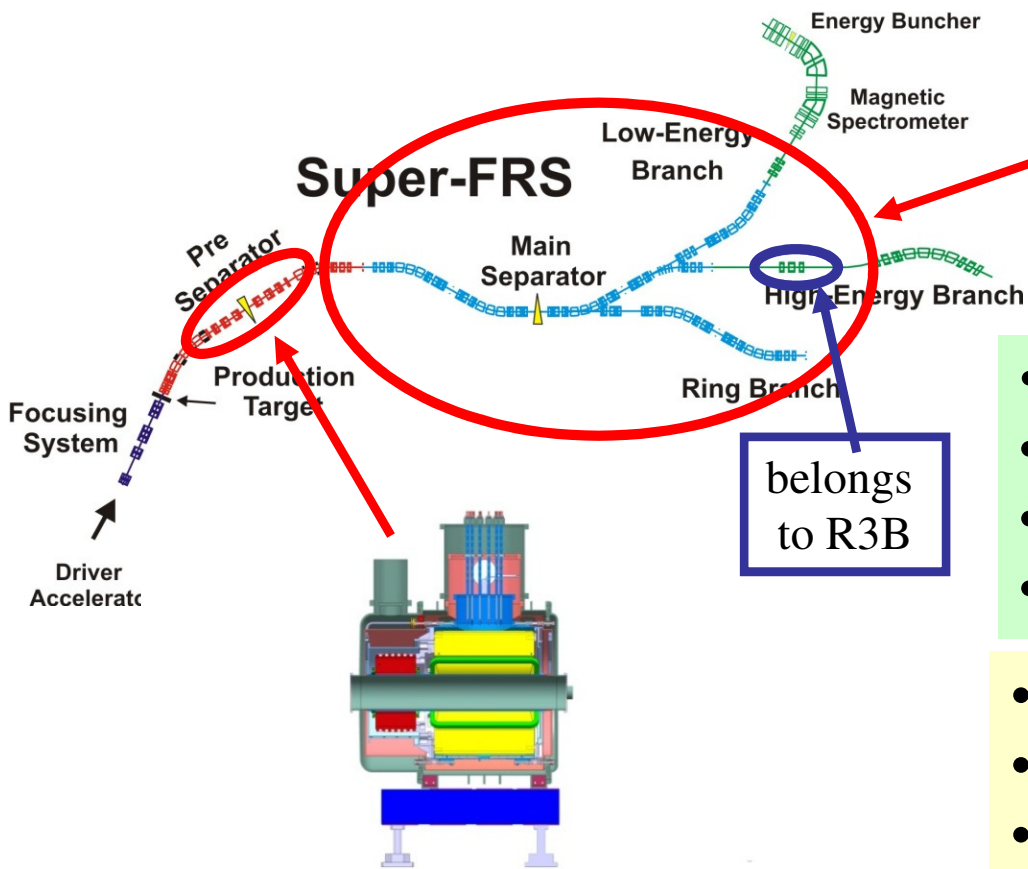 Energy Buncher
Magnetic
Spectrometer
Low-Energy
Branch
Super-FRS
Pre
Separator
Main
Separator
High-Energy Branch
Production
Target
Ring Branch
Focusing
System
belongs
to R3B
Driver
Accelerato
•
•
•
•
•
•
•